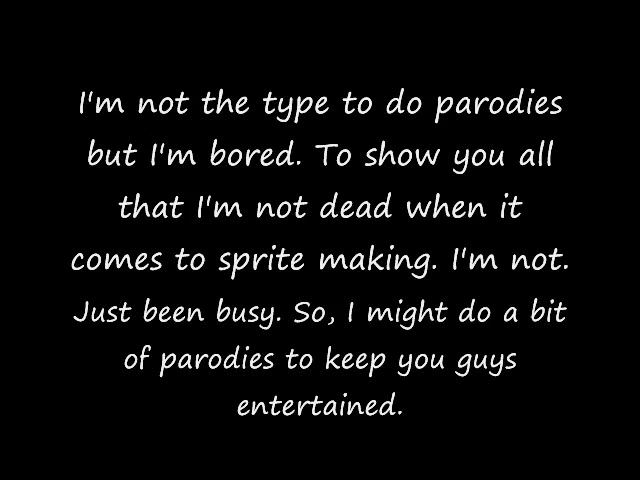 I'm not the type to do parodies
but I'm bored. To show you all
that I'm not dead when it
comes to sprite making. I'm not.
Just been busy. So, I might do a bit
of parodies to keep you guys
entertained.